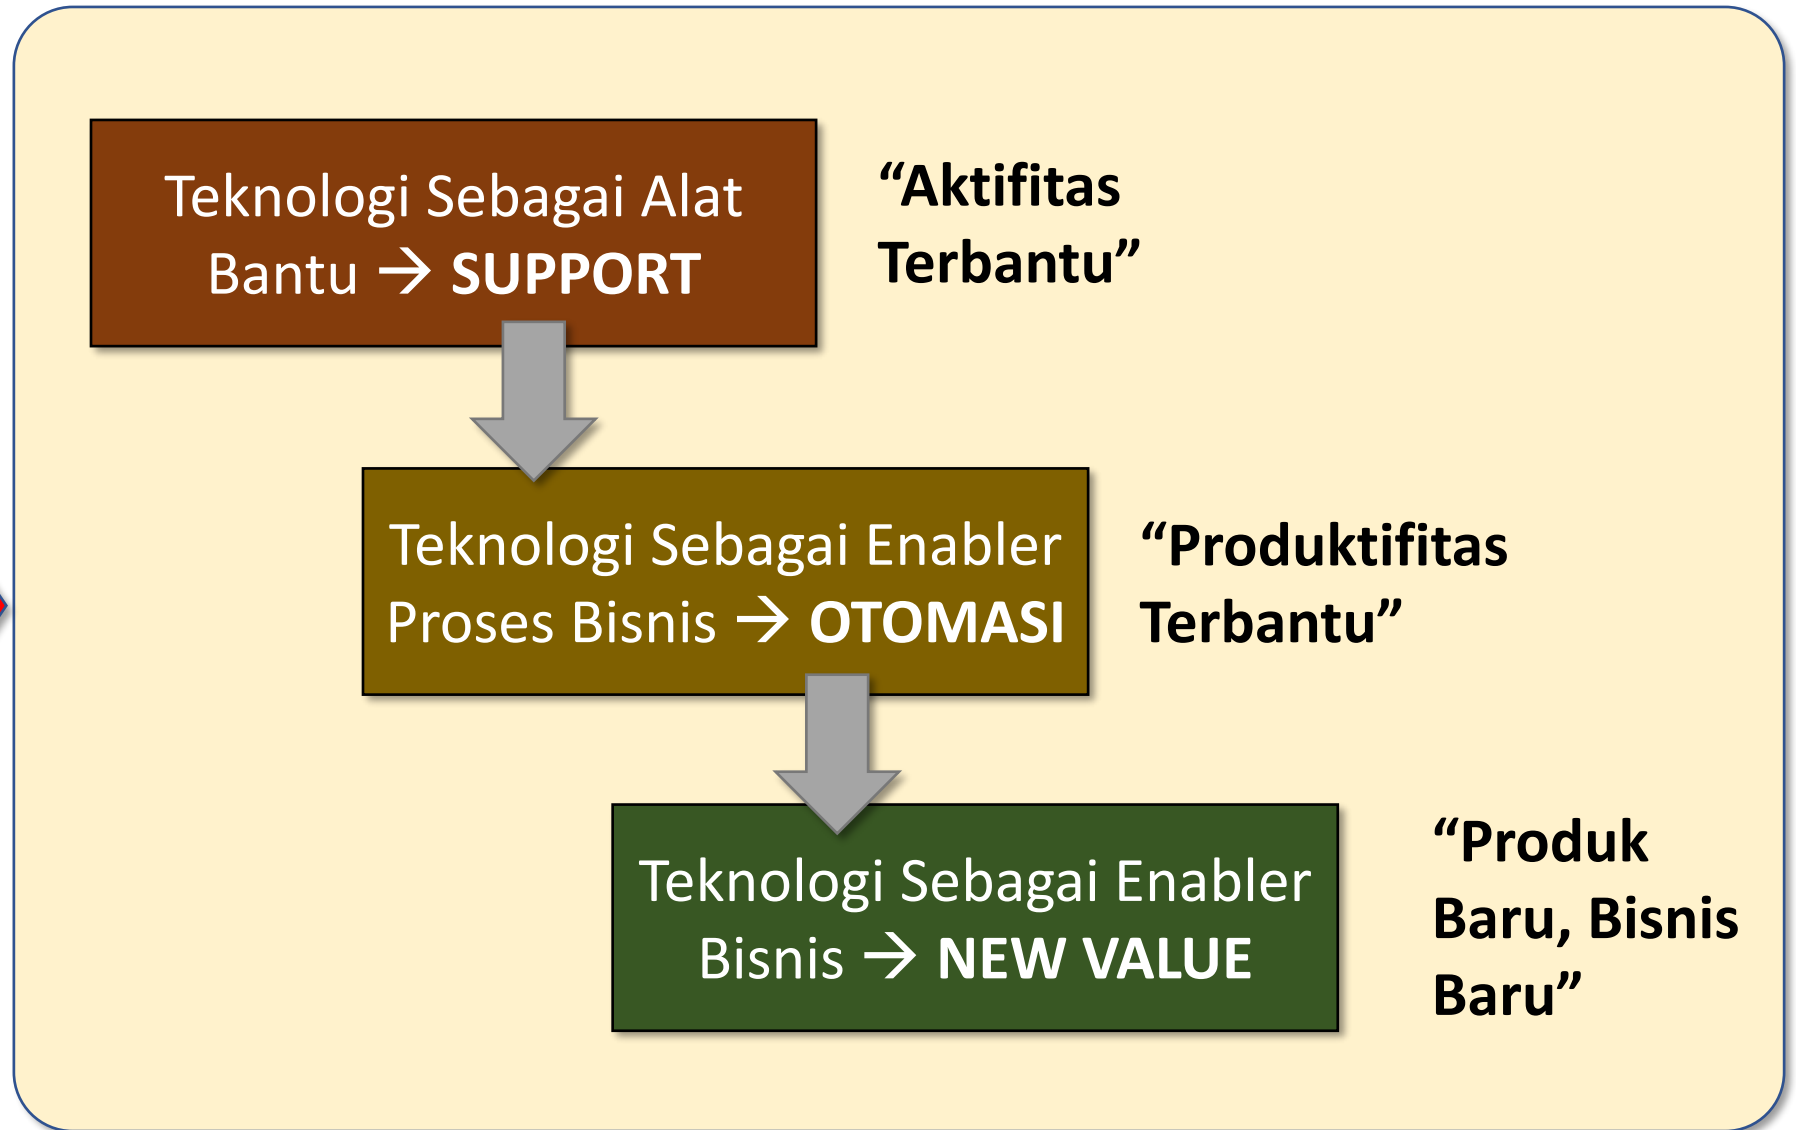 Teknologi Sebagai Alat
Bantu → SUPPORT
“Aktifitas
Terbantu”
Teknologi Sebagai Enabler
Proses Bisnis → OTOMASI
“Produktifitas
Terbantu”
Teknologi Sebagai Enabler
Bisnis → NEW VALUE
“Produk
Baru, Bisnis
Baru”